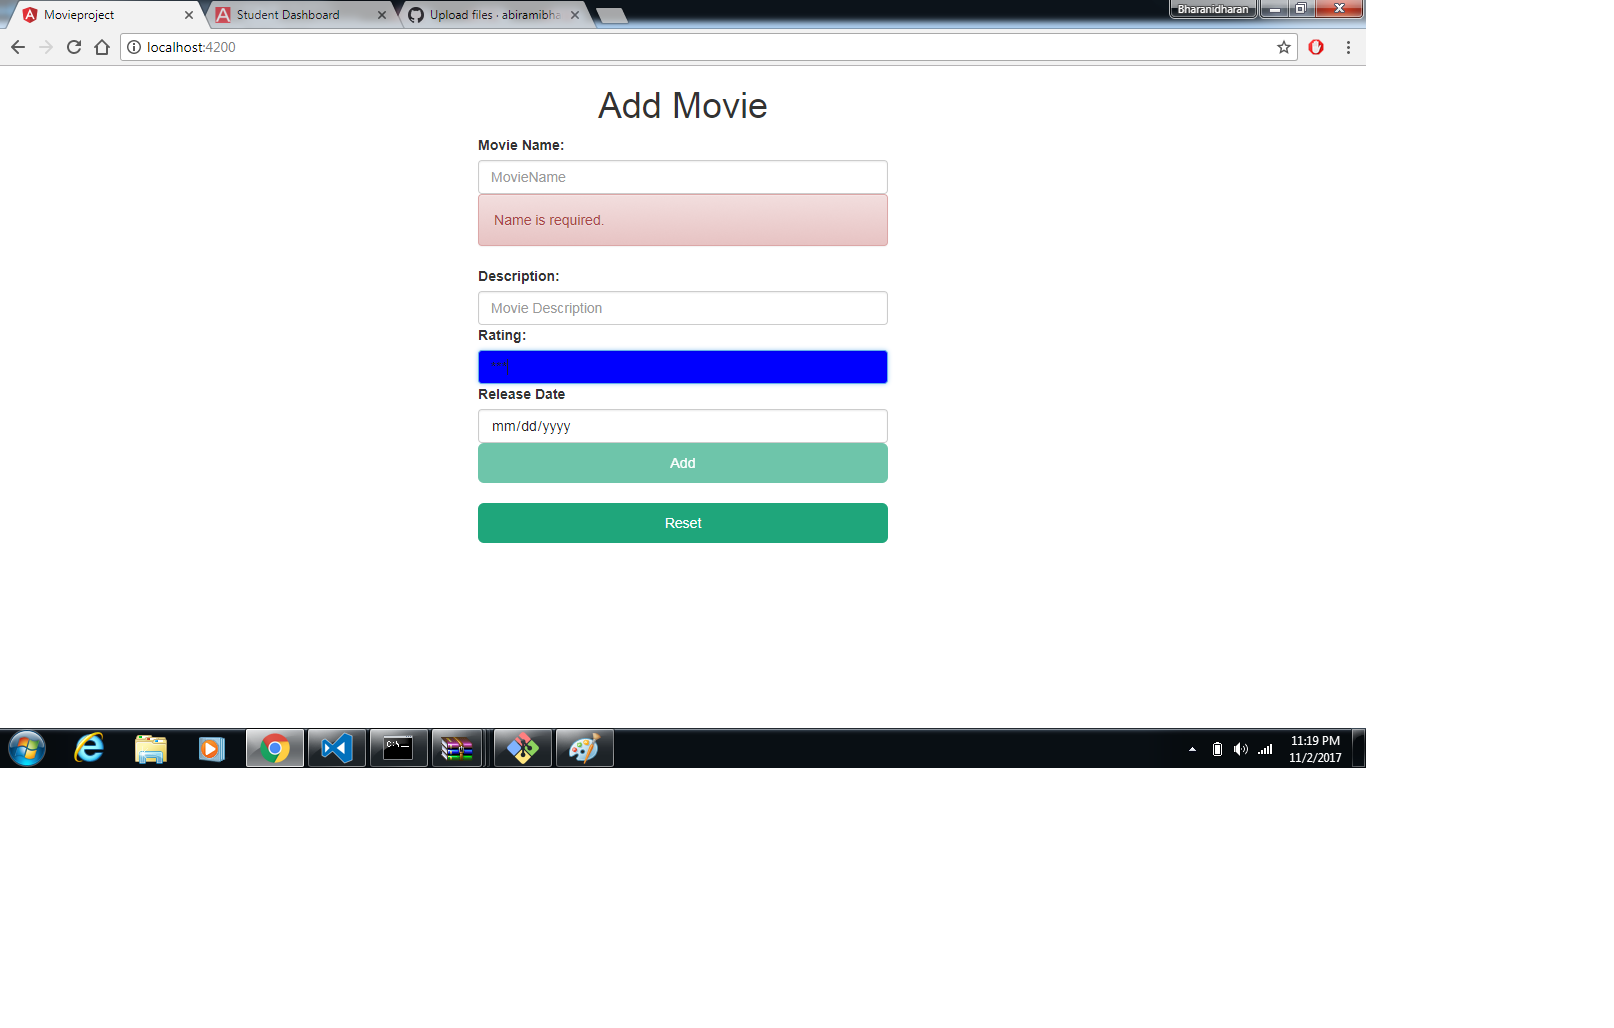 Movieproject
Student Dashboard
Upload files · abiramibha
Bharanidharan
localhost:4200
Add Movie
Movie Name:
MovieName
Name is required.
Description:
Movie Description
Rating:
Release Date
mm/dd/yyyy
Add
Reset
C:\_
11:19 PM
11/2/2017